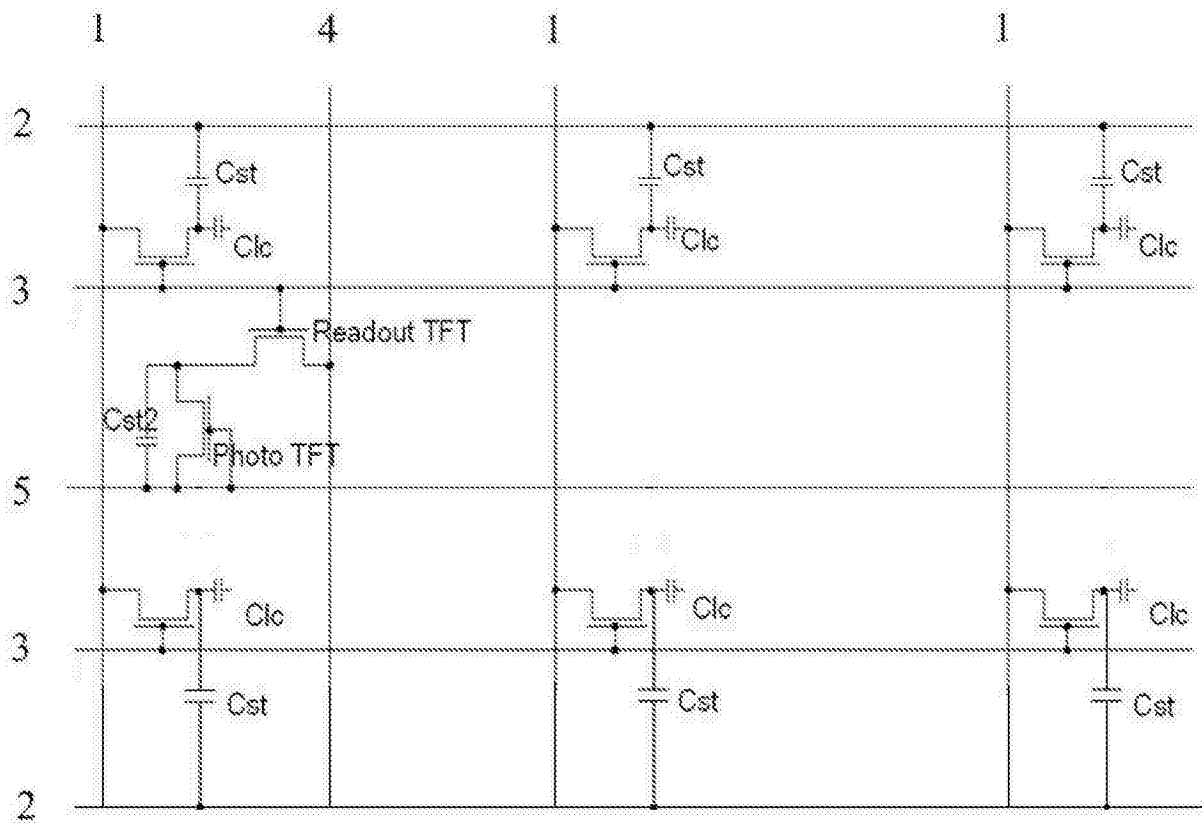 1 4 1 1
2
Cst Cst Cst
Clc Clc Clc
3
Readout TFT
Cst2
Photo TFT
5
Clc Clc Clc
3
Cst Cst Cst
2